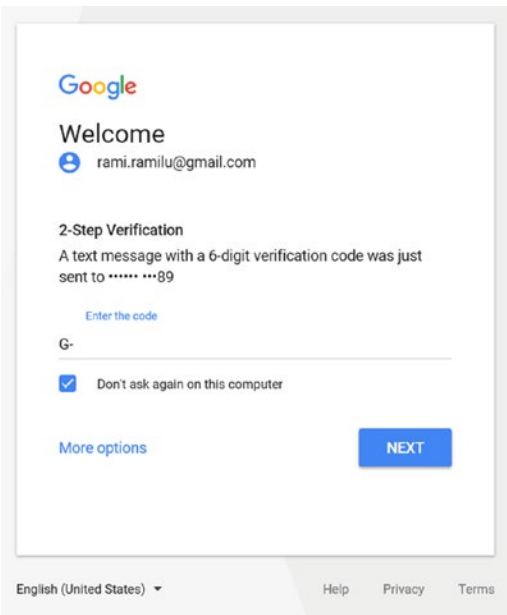 Google
Welcome
rami.ramilu@gmail.com
2-Step Verification
A text message with a 6-digit verification code was just
sent to •••••• •••89
Enter the code
G-
Don't ask again on this computer
More options
NEXT
English (United States)
Help Privacy Terms